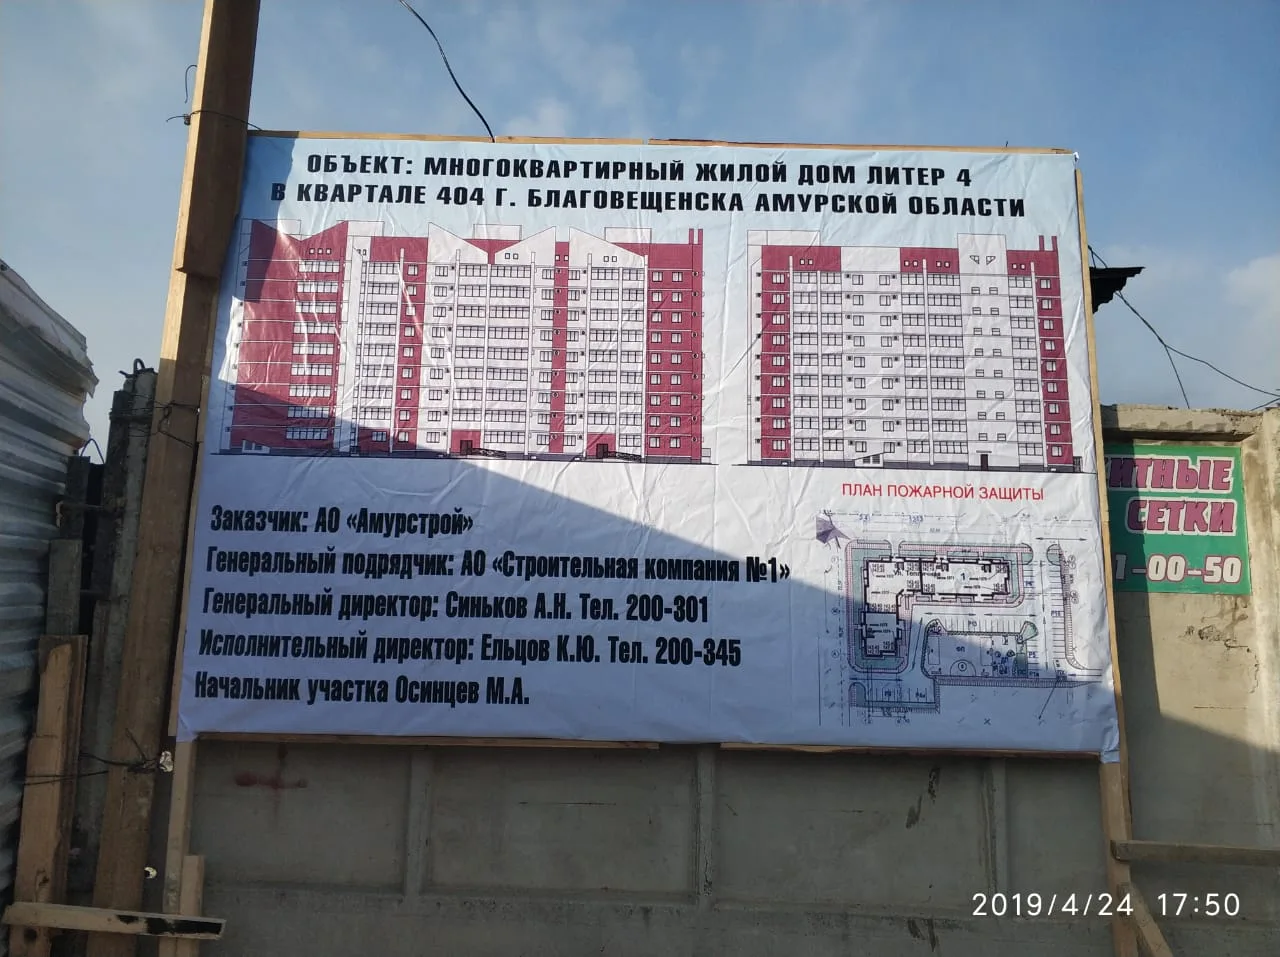 ОБЪЕКТ: МНОГОКВАРТИРНЫЙ ЖИЛОЙ ДОМ ЛИТЕР 4
В КВАРТАЛЕ 404 Г. БЛАГОВЕЩЕНСКА АМУРСКОЙ ОБЛАСТИ
ПЛАН ПОЖАРНОЙ ЗАЩИТЫ
Заказчик: АО «Амурстрой»
Генеральный подрядчик: АО «Строительная компания №1»
Генеральный директор: Синьков А.Н. Тел. 200-301
Исполнительный директор: Ельцов К.Ю. Тел. 200-345
Начальник участка Осинцев М.А.
СЕТКИ
1-00-50
2019/4/24 17:50